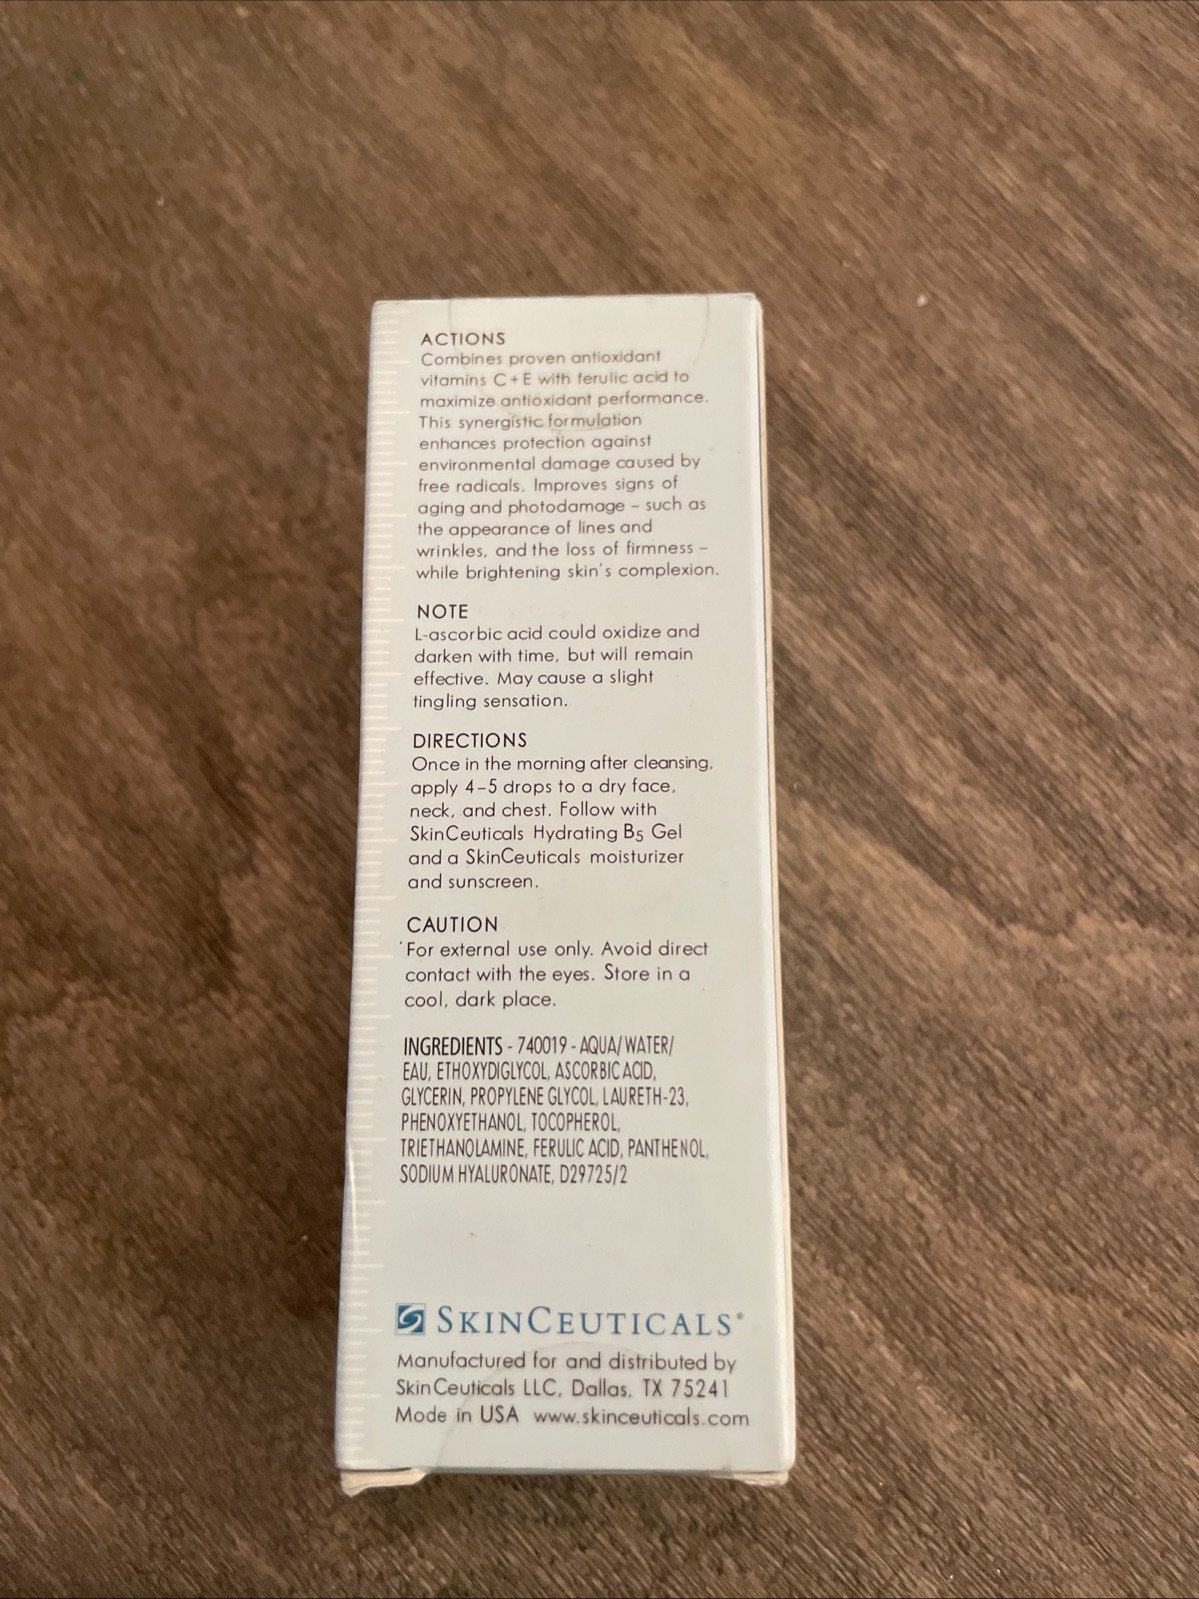 ACTIONS
Combines proven antioxidant
vitamins C+E with ferulic acid to
maximize antioxidant performance.
This synergistic formulation
enhances protection against
environmental damage caused by
free radicals. Improves signs of
aging and photodamage – such as
the appearance of lines and
wrinkles, and the loss of firmness –
while brightening skin's complexion.
NOTE
L-ascorbic acid could oxidize and
darken with time, but will remain
effective. May cause a slight
tingling sensation.
DIRECTIONS
Once in the morning after cleansing,
apply 4–5 drops to a dry face,
neck, and chest. Follow with
SkinCeuticals Hydrating B5 Gel
and a SkinCeuticals moisturizer
and sunscreen.
CAUTION
For external use only. Avoid direct
contact with the eyes. Store in a
cool, dark place.
INGREDIENTS - 740019 - AQUA/WATER/
EAU, ETHOXYDIGLYCOL, ASCORBIC ACID,
GLYCERIN, PROPYLENE GLYCOL, LAURETH-23,
PHENOXYETHANOL, TOCOPHEROL,
TRIETHANOLAMINE, FERULIC ACID, PANTHENOL,
SODIUM HYALURONATE, D29725/2
SKINCEUTICALS®
Manufactured for and distributed by
SkinCeuticals LLC, Dallas, TX 75241
Made in USA www.skinceuticals.com